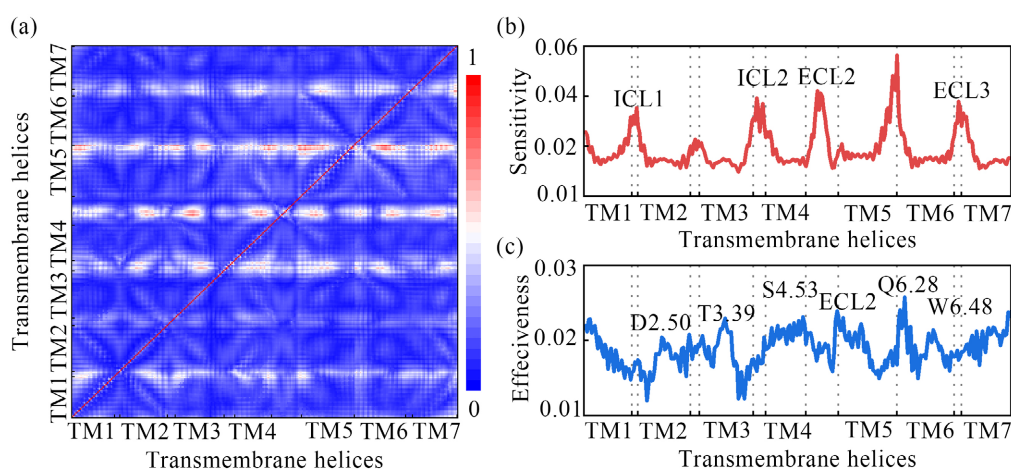 (a)
TM7
TM6
TM5
TM4
TM3
TM2
TM1
Transmembrane helices
TM1 TM2 TM3 TM4 TM5 TM6 TM7
Transmembrane helices
1
0
(b)
0.06
0.04
0.02
0.01
Sensitivity
ICL1
ICL2
ECL2
ECL3
TM1 TM2 TM3 TM4 TM5 TM6 TM7
Transmembrane helices
(c)
0.03
0.02
0.01
Effeciveness
D2.50
T3.39
S4.53
ECL2
Q6.28
W6.48
TM1 TM2 TM3 TM4 TM5 TM6 TM7
Transmembrane helices